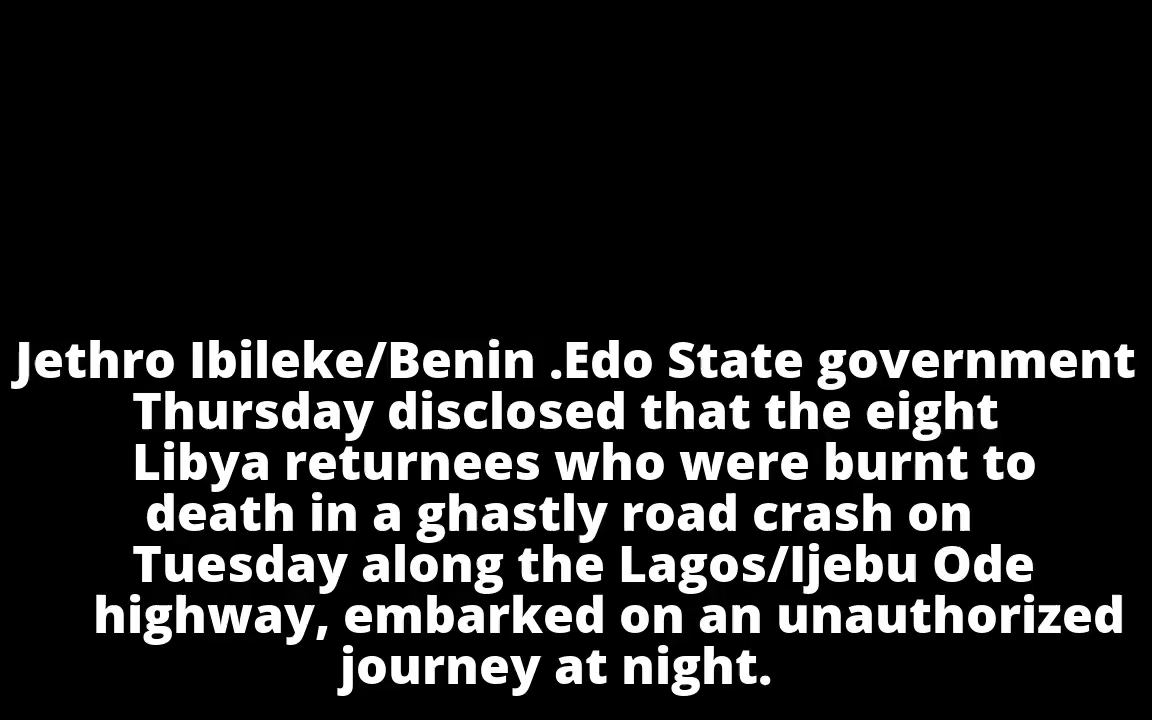 Jethro Ibileke/Benin .Edo State government
Thursday disclosed that the eight
Libya returnees who were burnt to
death in a ghastly road crash on
Tuesday along the Lagos/Ijebu Ode
highway, embarked on an unauthorized
journey at night.